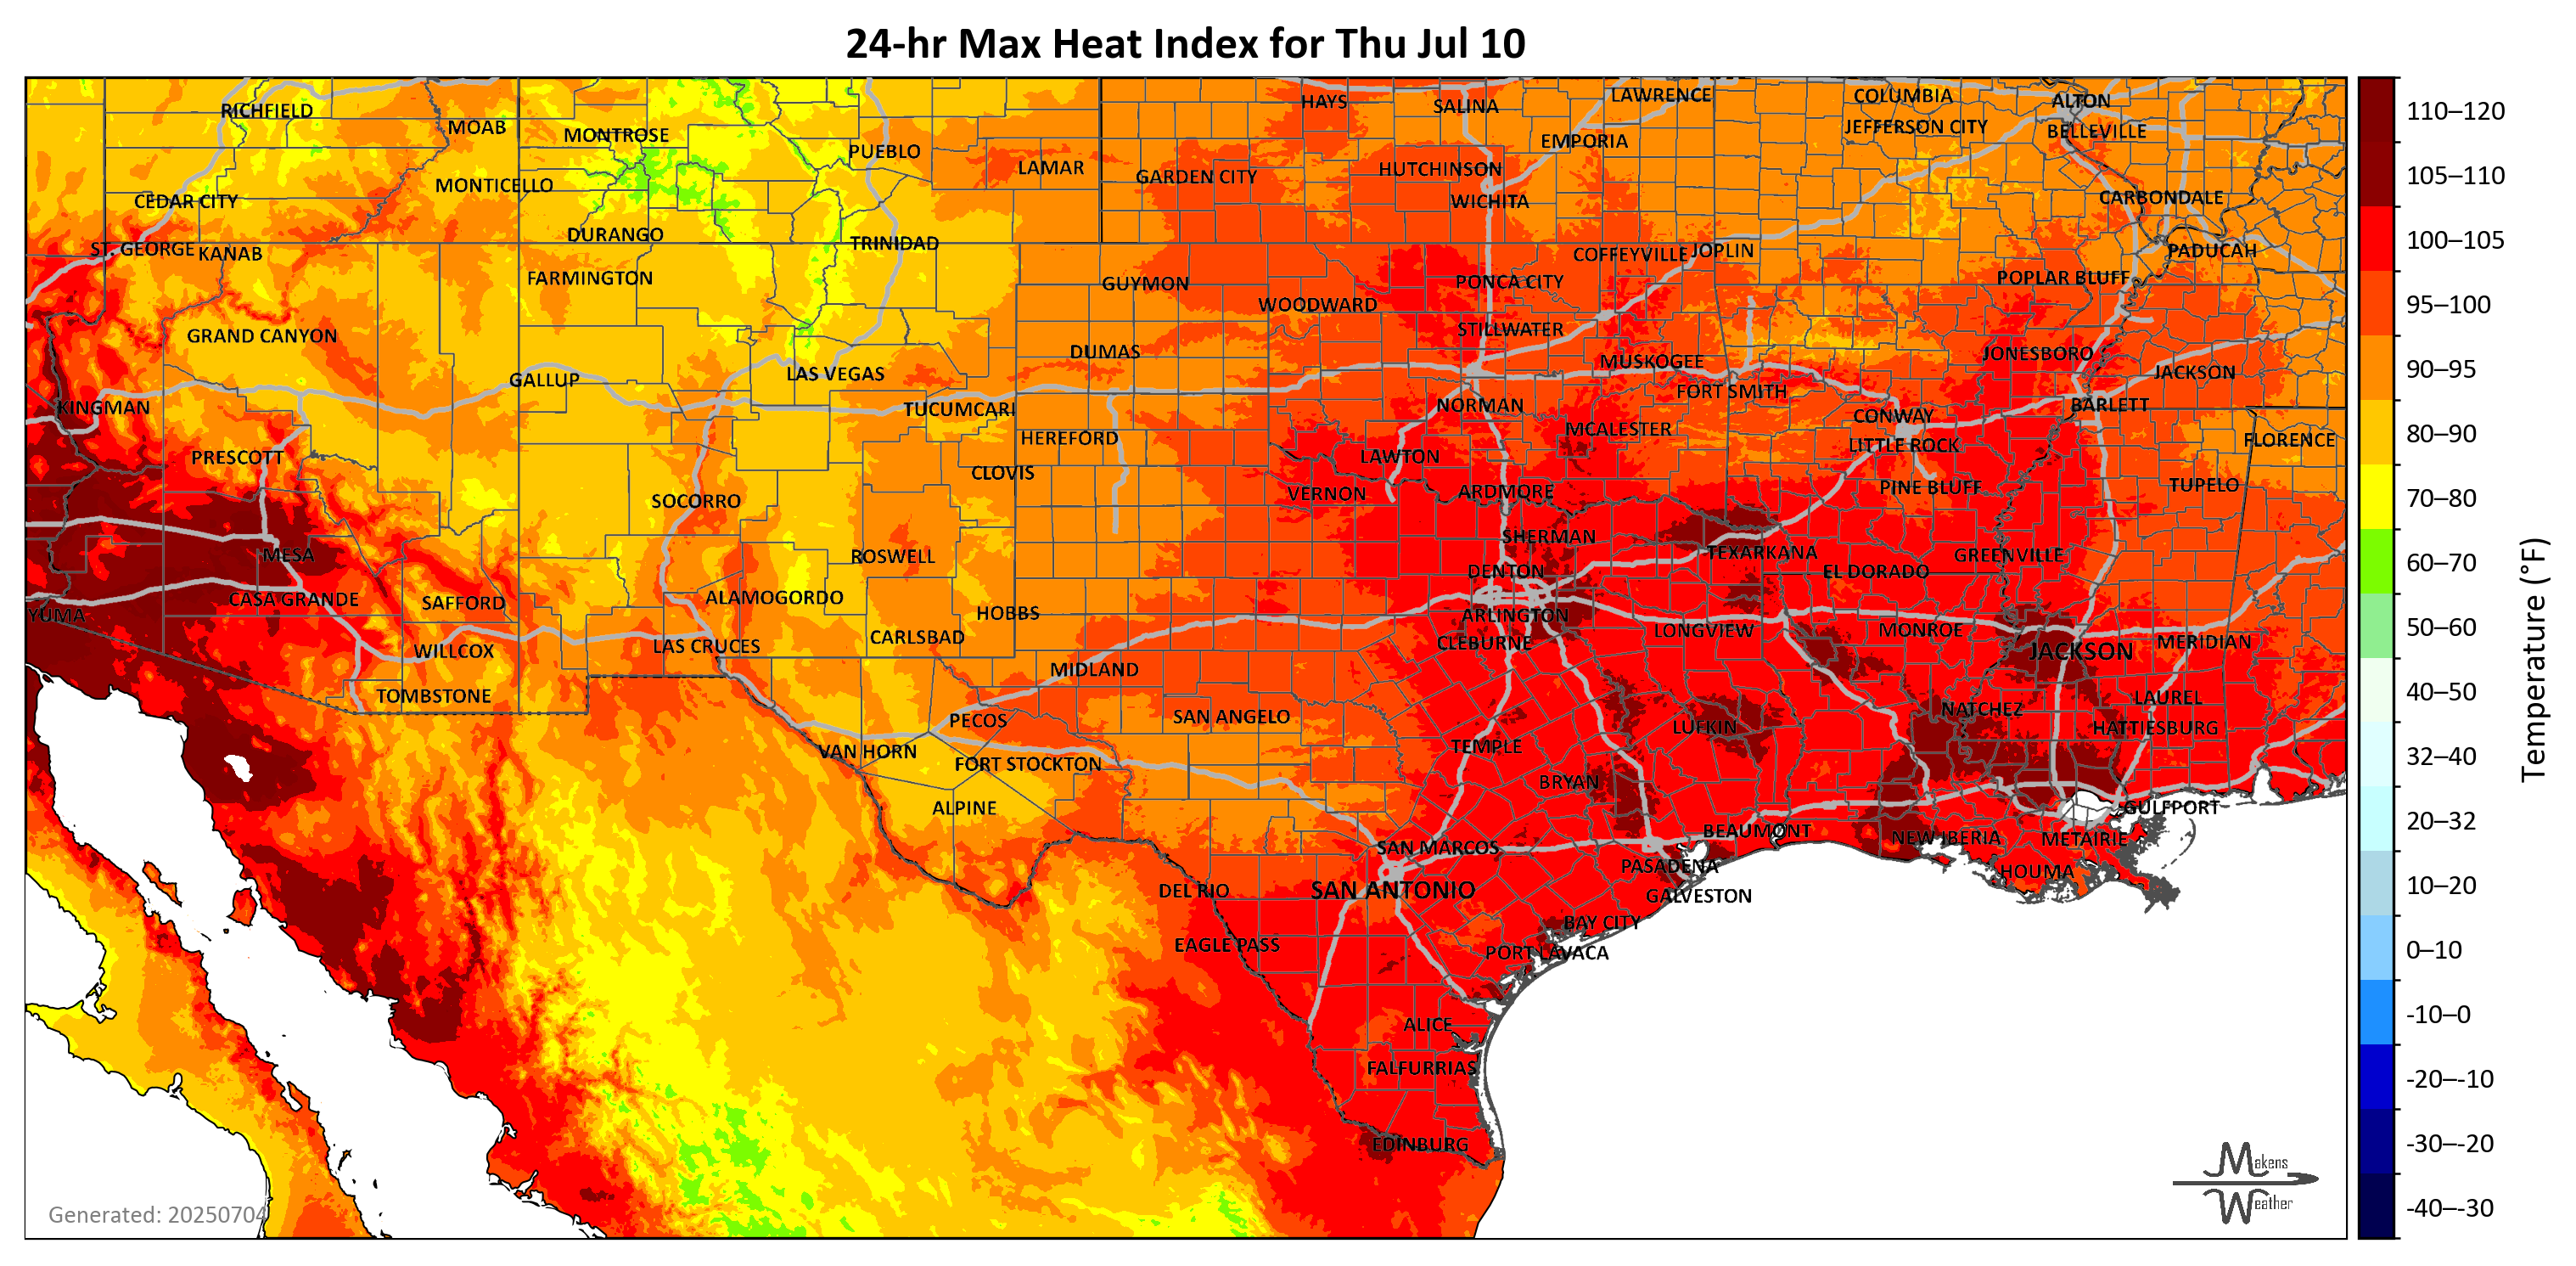 24-hr Max Heat Index for Thu Jul 10
RICHFIELD
MOAB
MONTROSE
PUEBLO
LAMAR
HAYS
SALINA
LAWRENCE
COLUMBIA
ALTON
EMPORIA
JEFFERSON CITY
BELLEVILLE
GARDEN CITY
HUTCHINSON
MONTICELLO
CEDAR CITY
WICHITA
CARBONDALE
DURANGO
TRINIDAD
ST. GEORGE
KANAB
COFFEYVILLE
JOPLIN
PADUCAH
FARMINGTON
GUYMON
PONCA CITY
POPLAR BLUFF
WOODWARD
GRAND CANYON
STILLWATER
DUMAS
MUSKOGEE
JONESBORO
GALLUP
LAS VEGAS
FORT SMITH
JACKSON
KINGMAN
TUCUMCARI
NORMAN
CONWAY
BARLETT
HEREFORD
MCALESTER
LITTLE ROCK
FLORENCE
PRESCOTT
CLOVIS
LAWTON
SOCORRO
VERNON
ARDMORE
PINE BLUFF
TUPELO
MESA
ROSWELL
SHERMAN
TEXARKANA
GREENVILLE
DENTON
EL DORADO
YUMA
CASA GRANDE
SAFFORD
ALAMOGORDO
HOBBS
ARLINGTON
CARLSBAD
CLEBURNE
LONGVIEW
MONROE
WILLCOX
LAS CRUCES
JACKSON
MERIDIAN
MIDLAND
TOMBSTONE
PECOS
SAN ANGELO
LUFKIN
NATCHEZ
LAUREL
HATTIESBURG
VAN HORN
FORT STOCKTON
TEMPLE
BRYAN
ALPINE
GULFPORT
SAN MARCOS
BEAUMONT
NEW IBERIA
METAIRIE
PASADENA
HOUMA
DEL RIO
SAN ANTONIO
GALVESTON
BAY CITY
EAGLE PASS
PORT LAVACA
ALICE
FALFURRIAS
EDINBURG
Generated: 20250704
Makens
Weather
110–120
105–110
100–105
95–100
90–95
80–90
70–80
60–70
50–60
40–50
32–40
20–32
10–20
0–10
-10–0
-20–-10
-30–-20
-40–-30
Temperature (°F)